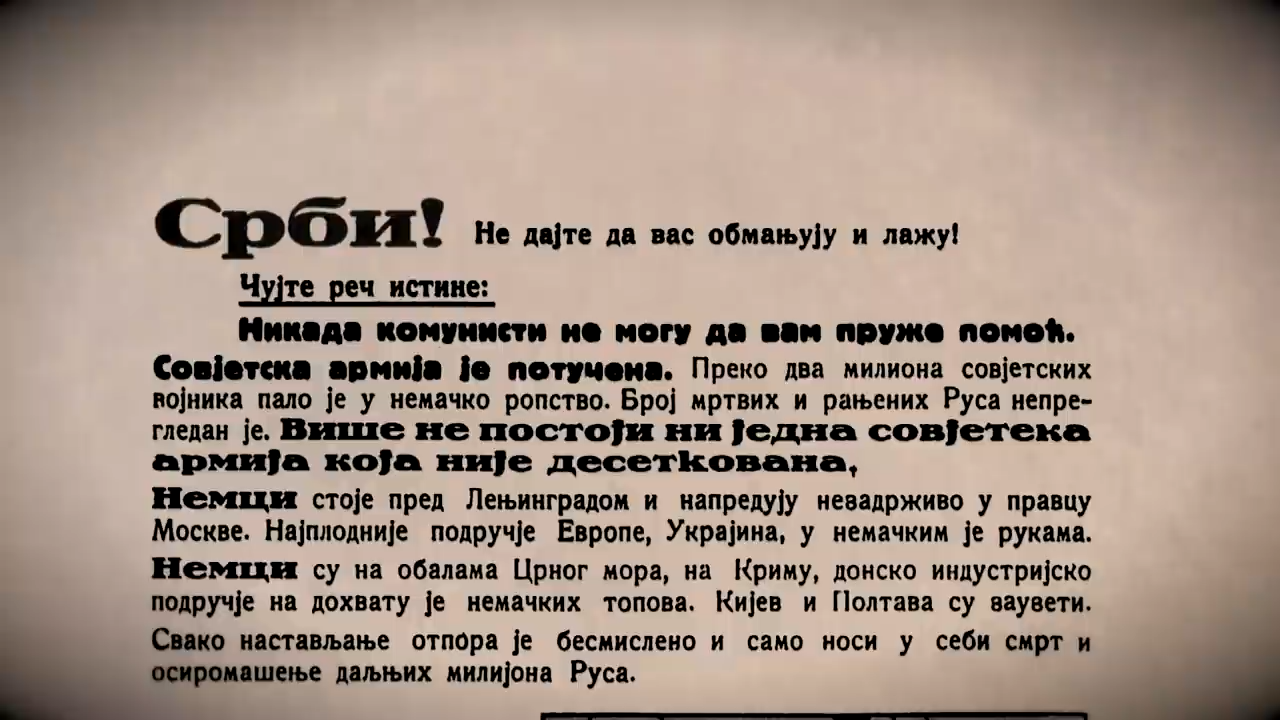 Срби! Не дајте да вас обмањују и лажу!
Чујте реч истине:
Никада комунисти не могу да вам пруже помоћ.
Совјетска армија је потучена. Преко два милиона совјетских
војника пало је у немачко ропство. Број мртвих и рањених Руса непре-
гледан је. Више не постоји ни једна совјетека
армија која није десеткована,
Немци стоје пред Лењинградом и напредују невадрживо у правцу
Москве. Најплодније подручје Европе, Украјина, у немачким је рукама.
Немци су на обалама Црног мора, на Криму, донско индустријско
подручје на дохвату је немачких топова. Кијев и Полтава су ваувети.
Свако настављање отпора је бесмислено и само носи у себи смрт и
осиромашење даљњих милијона Руса.